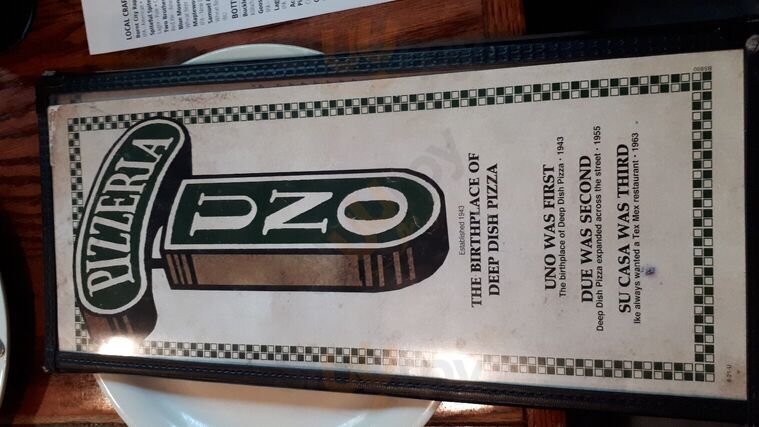 PIZZERIA
UNO
Established 1943
THE BIRTHPLACE OF
DEEP DISH PIZZA
UNO WAS FIRST
The birthplace of Deep Dish Pizza • 1943
DUE WAS SECOND
Deep Dish Pizza expanded across the street • 1955
SU CASA WAS THIRD
Ike always wanted a Tex Mex restaurant • 1963
LOCAL CRAF